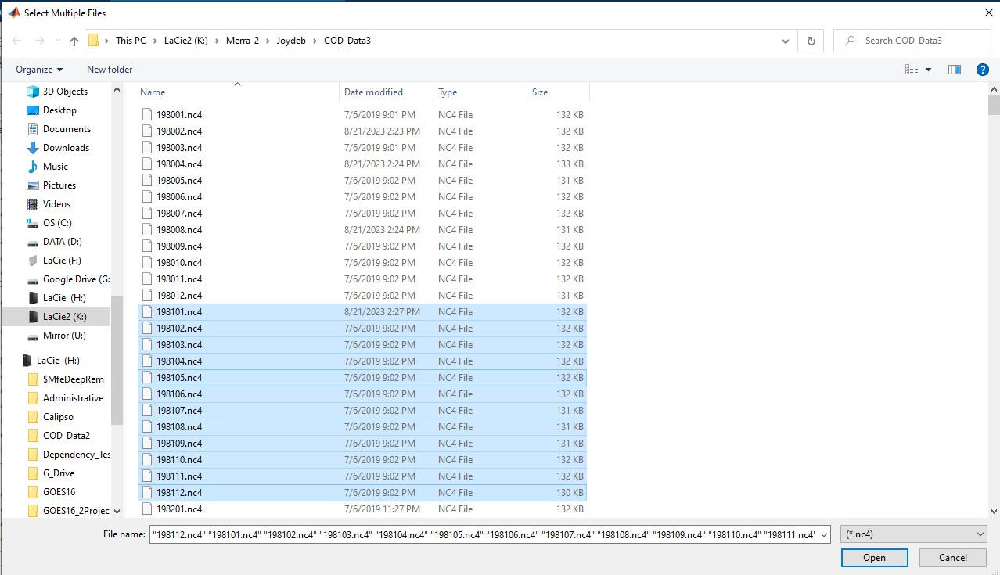 Select Multiple Files
This PC > LaCie2 (K:) > Merra-2 > Joydeb > COD_Data3
Search COD_Data3
Organize
New folder
?
3D Objects
Desktop
Documents
Downloads
Music
Pictures
Videos
OS (C:)
DATA (D:)
LaCie (F:)
Google Drive (G:
LaCie (H:)
LaCie2 (K:)
Mirror (U:)
LaCie (H:)
$MfeDeepRem
Administrative
Calipso
COD_Data2
Dependency_Tes
G_Drive
GOES16
GOES16_2Projec
Name Date modified Type Size
198001.nc4 7/6/2019 9:01 PM NC4 File 132 KB
198002.nc4 8/21/2023 2:23 PM NC4 File 132 KB
198003.nc4 7/6/2019 9:01 PM NC4 File 132 KB
198004.nc4 8/21/2023 2:24 PM NC4 File 133 KB
198005.nc4 7/6/2019 9:02 PM NC4 File 131 KB
198006.nc4 7/6/2019 9:02 PM NC4 File 132 KB
198007.nc4 7/6/2019 9:02 PM NC4 File 132 KB
198008.nc4 8/21/2023 2:24 PM NC4 File 131 KB
198009.nc4 7/6/2019 9:02 PM NC4 File 132 KB
198010.nc4 7/6/2019 9:02 PM NC4 File 132 KB
198011.nc4 7/6/2019 9:02 PM NC4 File 132 KB
198012.nc4 7/6/2019 9:02 PM NC4 File 131 KB
198101.nc4 8/21/2023 2:27 PM NC4 File 132 KB
198102.nc4 7/6/2019 9:02 PM NC4 File 132 KB
198103.nc4 7/6/2019 9:02 PM NC4 File 132 KB
198104.nc4 7/6/2019 9:02 PM NC4 File 132 KB
198105.nc4 7/6/2019 9:02 PM NC4 File 132 KB
198106.nc4 7/6/2019 9:02 PM NC4 File 132 KB
198107.nc4 7/6/2019 9:02 PM NC4 File 131 KB
198108.nc4 7/6/2019 9:02 PM NC4 File 131 KB
198109.nc4 7/6/2019 9:02 PM NC4 File 131 KB
198110.nc4 7/6/2019 9:02 PM NC4 File 132 KB
198111.nc4 7/6/2019 9:02 PM NC4 File 132 KB
198112.nc4 7/6/2019 9:02 PM NC4 File 130 KB
198201.nc4 7/6/2019 11:27 PM NC4 File 131 KB
File name: "198112.nc4" "198101.nc4" "198102.nc4" "198103.nc4" "198104.nc4" "198105.nc4" "198106.nc4" "198107.nc4" "198108.nc4" "198109.nc4" "198110.nc4" "198111.nc4"
(*.nc4)
Open
Cancel